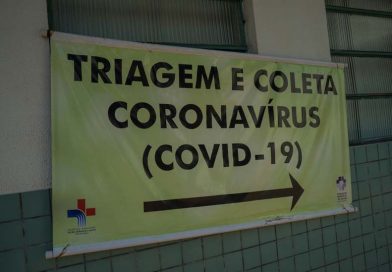 TRIAGEM E COLETA
CORONAVÍRUS
(COVID-19)